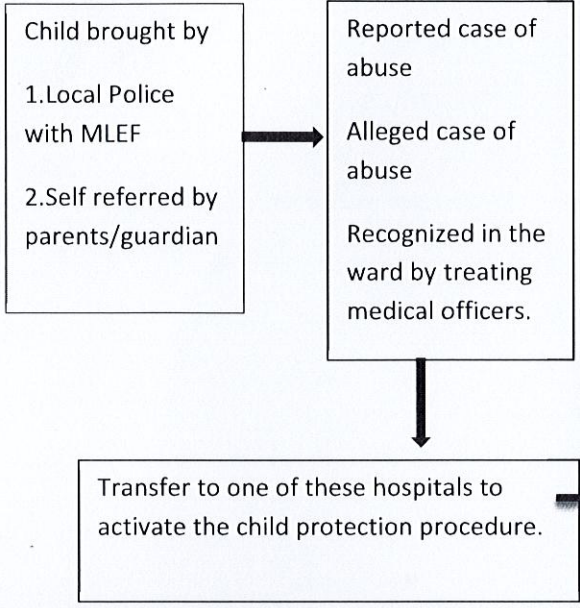 Child brought by
1.Local Police
with MLEF
2.Self referred by
parents/guardian
Reported case of
abuse
Alleged case of
abuse
Recognized in the
ward by treating
medical officers.
Transfer to one of these hospitals to
activate the child protection procedure.